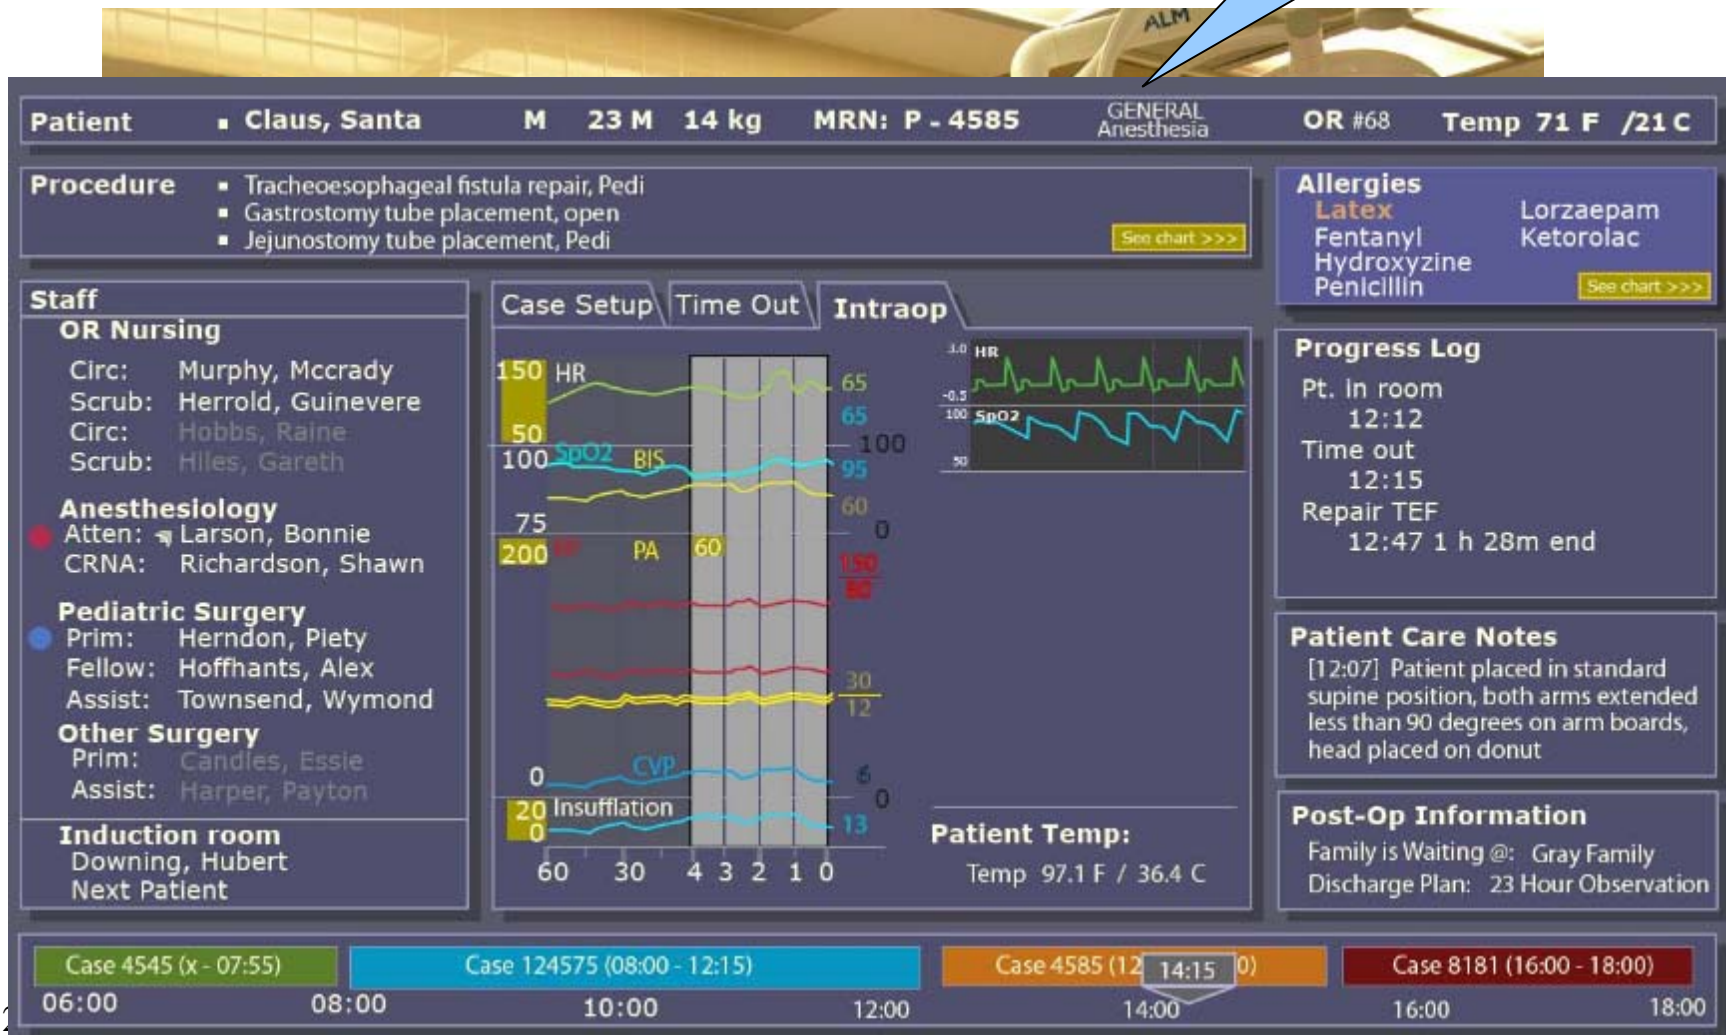 ALM
Patient ▪ Claus, Santa M 23 M 14 kg MRN: P - 4585 GENERAL Anesthesia OR #68 Temp 71 F /21 C
Procedure ▪ Tracheoesophageal fistula repair, Pedi
▪ Gastrostomy tube placement, open
▪ Jejunostomy tube placement, Pedi
See chart >>>
Allergies
Latex Lorzaepam
Fentanyl Ketorolac
Hydroxyzine
Penicillin See chart >>>
Staff
OR Nursing
Circ: Murphy, Mccrady
Scrub: Herrold, Guinevere
Circ: Hobbs, Raine
Scrub: Hiles, Gareth
Anesthesiology
Atten: Larson, Bonnie
CRNA: Richardson, Shawn
Pediatric Surgery
Prim: Herndon, Piety
Fellow: Hoffhants, Alex
Assist: Townsend, Wymond
Other Surgery
Prim: Candles, Essie
Assist: Harper, Payton
Induction room
Downing, Hubert
Next Patient
Case Setup Time Out Intraop
150 HR 65
65
50 100
100 SpO2 BIS 95
60
75 0
200 PA 60
150
80
30
12
0 CVP 6
0
20 Insufflation
0 13
60 30 4 3 2 1 0
3.0 HR
-0.5
100 SpO2
50
Patient Temp:
Temp 97.1 F / 36.4 C
Progress Log
Pt. In room
12:12
Time out
12:15
Repair TEF
12:47 1 h 28m end
Patient Care Notes
[12:07] Patient placed in standard
supine position, both arms extended
less than 90 degrees on arm boards,
head placed on donut
Post-Op Information
Family is Waiting @: Gray Family
Discharge Plan: 23 Hour Observation
Case 4545 (x - 07:55) Case 124575 (08:00 - 12:15) Case 4585 (12 14:15 0) Case 8181 (16:00 - 18:00)
06:00 08:00 10:00 12:00 14:00 16:00 18:00